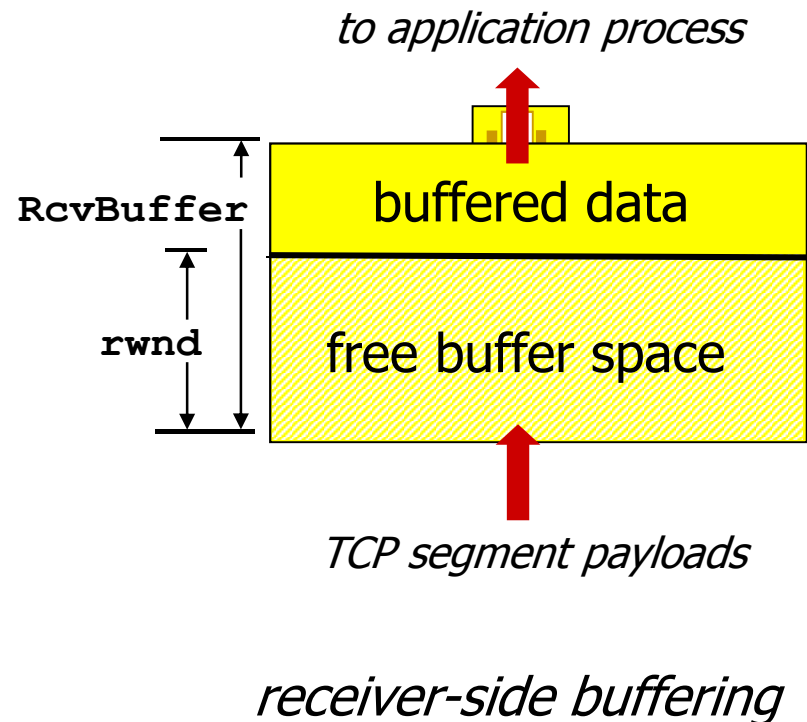 to application process
RcvBuffer
buffered data
rwnd
free buffer space
TCP segment payloads
receiver-side buffering